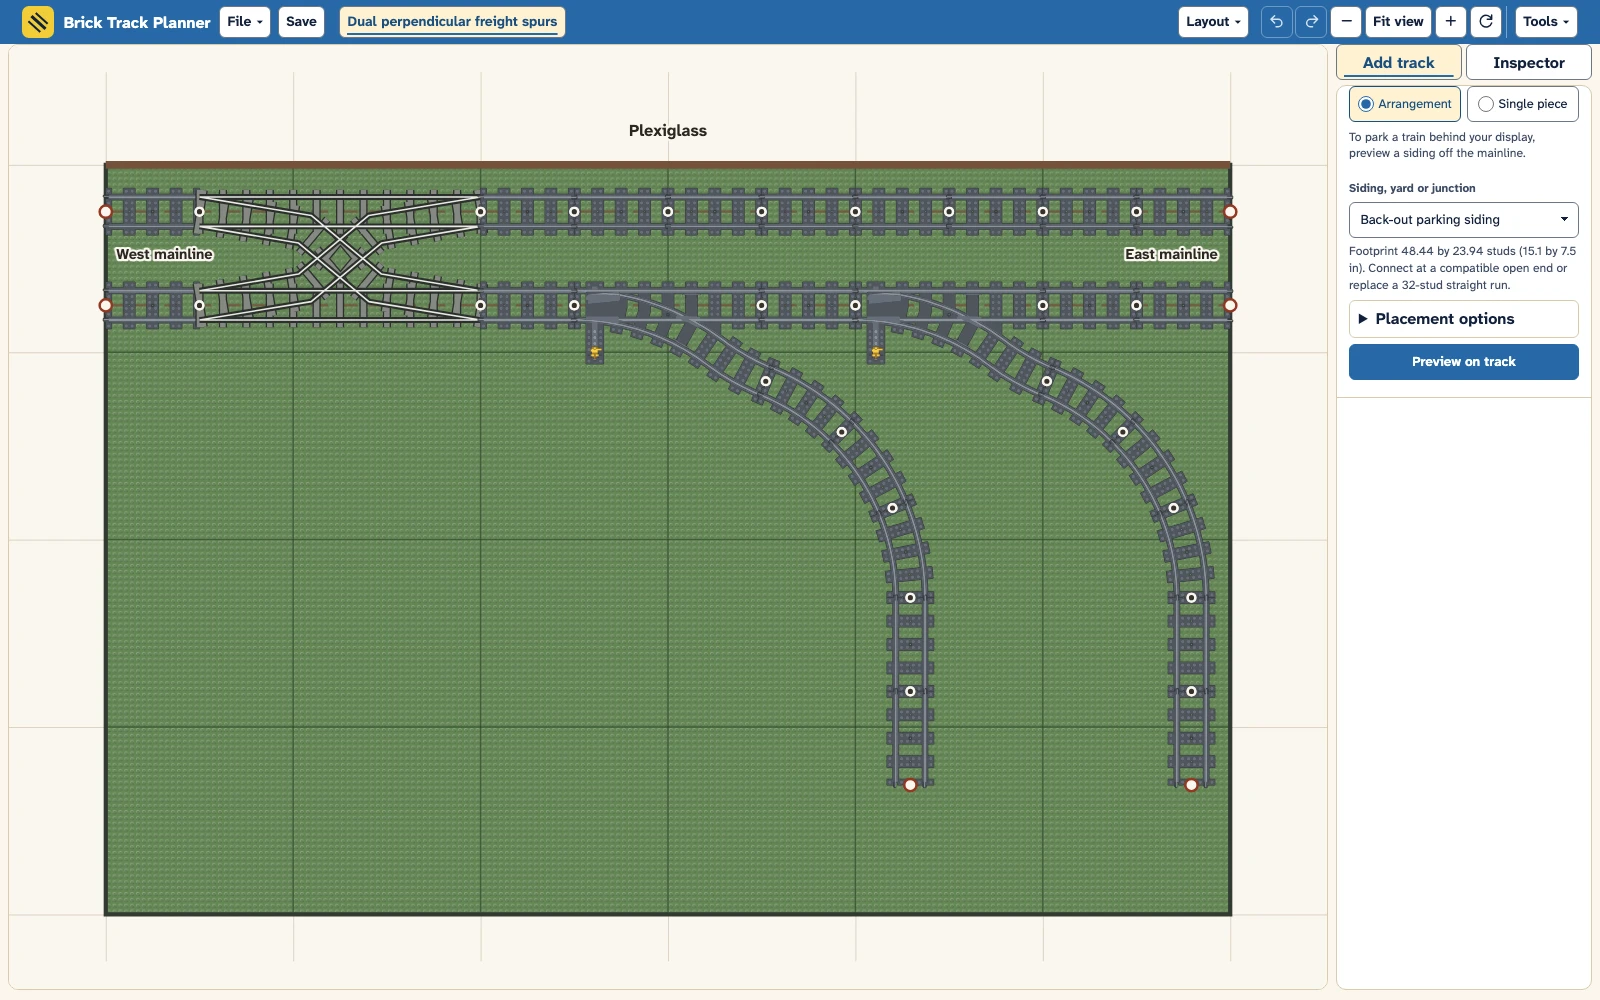 Brick Track Planner
File
Save
Dual perpendicular freight spurs
Layout
Fit view
Tools
Add track
Inspector
Arrangement
Single piece
To park a train behind your display,
preview a siding off the mainline.
Siding, yard or junction
Back-out parking siding
Footprint 48.44 by 23.94 studs (15.1 by 7.5
in). Connect at a compatible open end or
replace a 32-stud straight run.
Placement options
Preview on track
Plexiglass
West mainline
East mainline